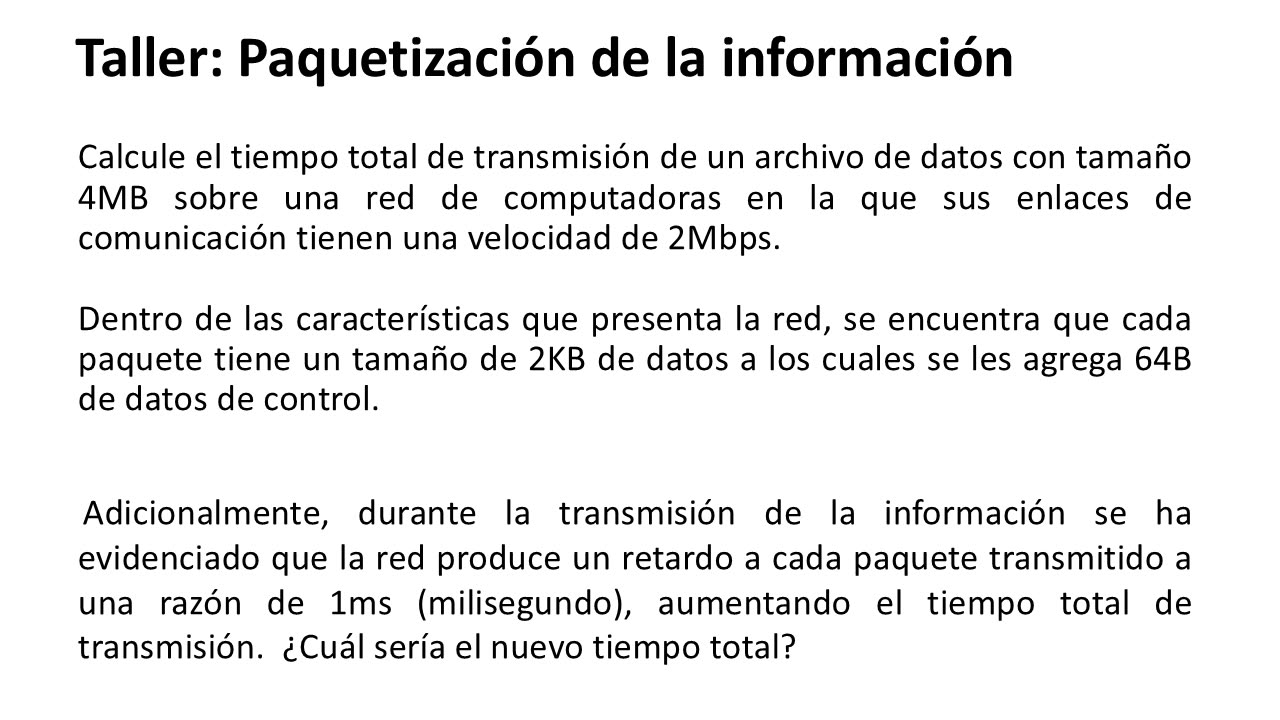 Taller: Paquetización de la información
Calcule el tiempo total de transmisión de un archivo de datos con tamaño
4MB sobre una red de computadoras en la que sus enlaces de
comunicación tienen una velocidad de 2Mbps.
Dentro de las características que presenta la red, se encuentra que cada
paquete tiene un tamaño de 2KB de datos a los cuales se les agrega 64B
de datos de control.
Adicionalmente, durante la transmisión de la información se ha
evidenciado que la red produce un retardo a cada paquete transmitido a
una razón de 1ms (milisegundo), aumentando el tiempo total de
transmisión. ¿Cuál sería el nuevo tiempo total?